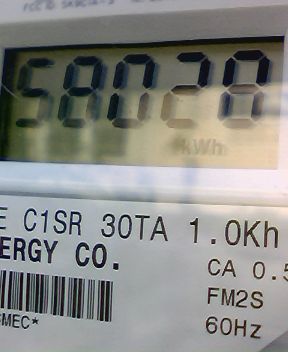 58028
kWh
E C1SR 30TA 1.0Kh
ERGY CO.
CA 0.5
FM2S
60Hz
MEC*